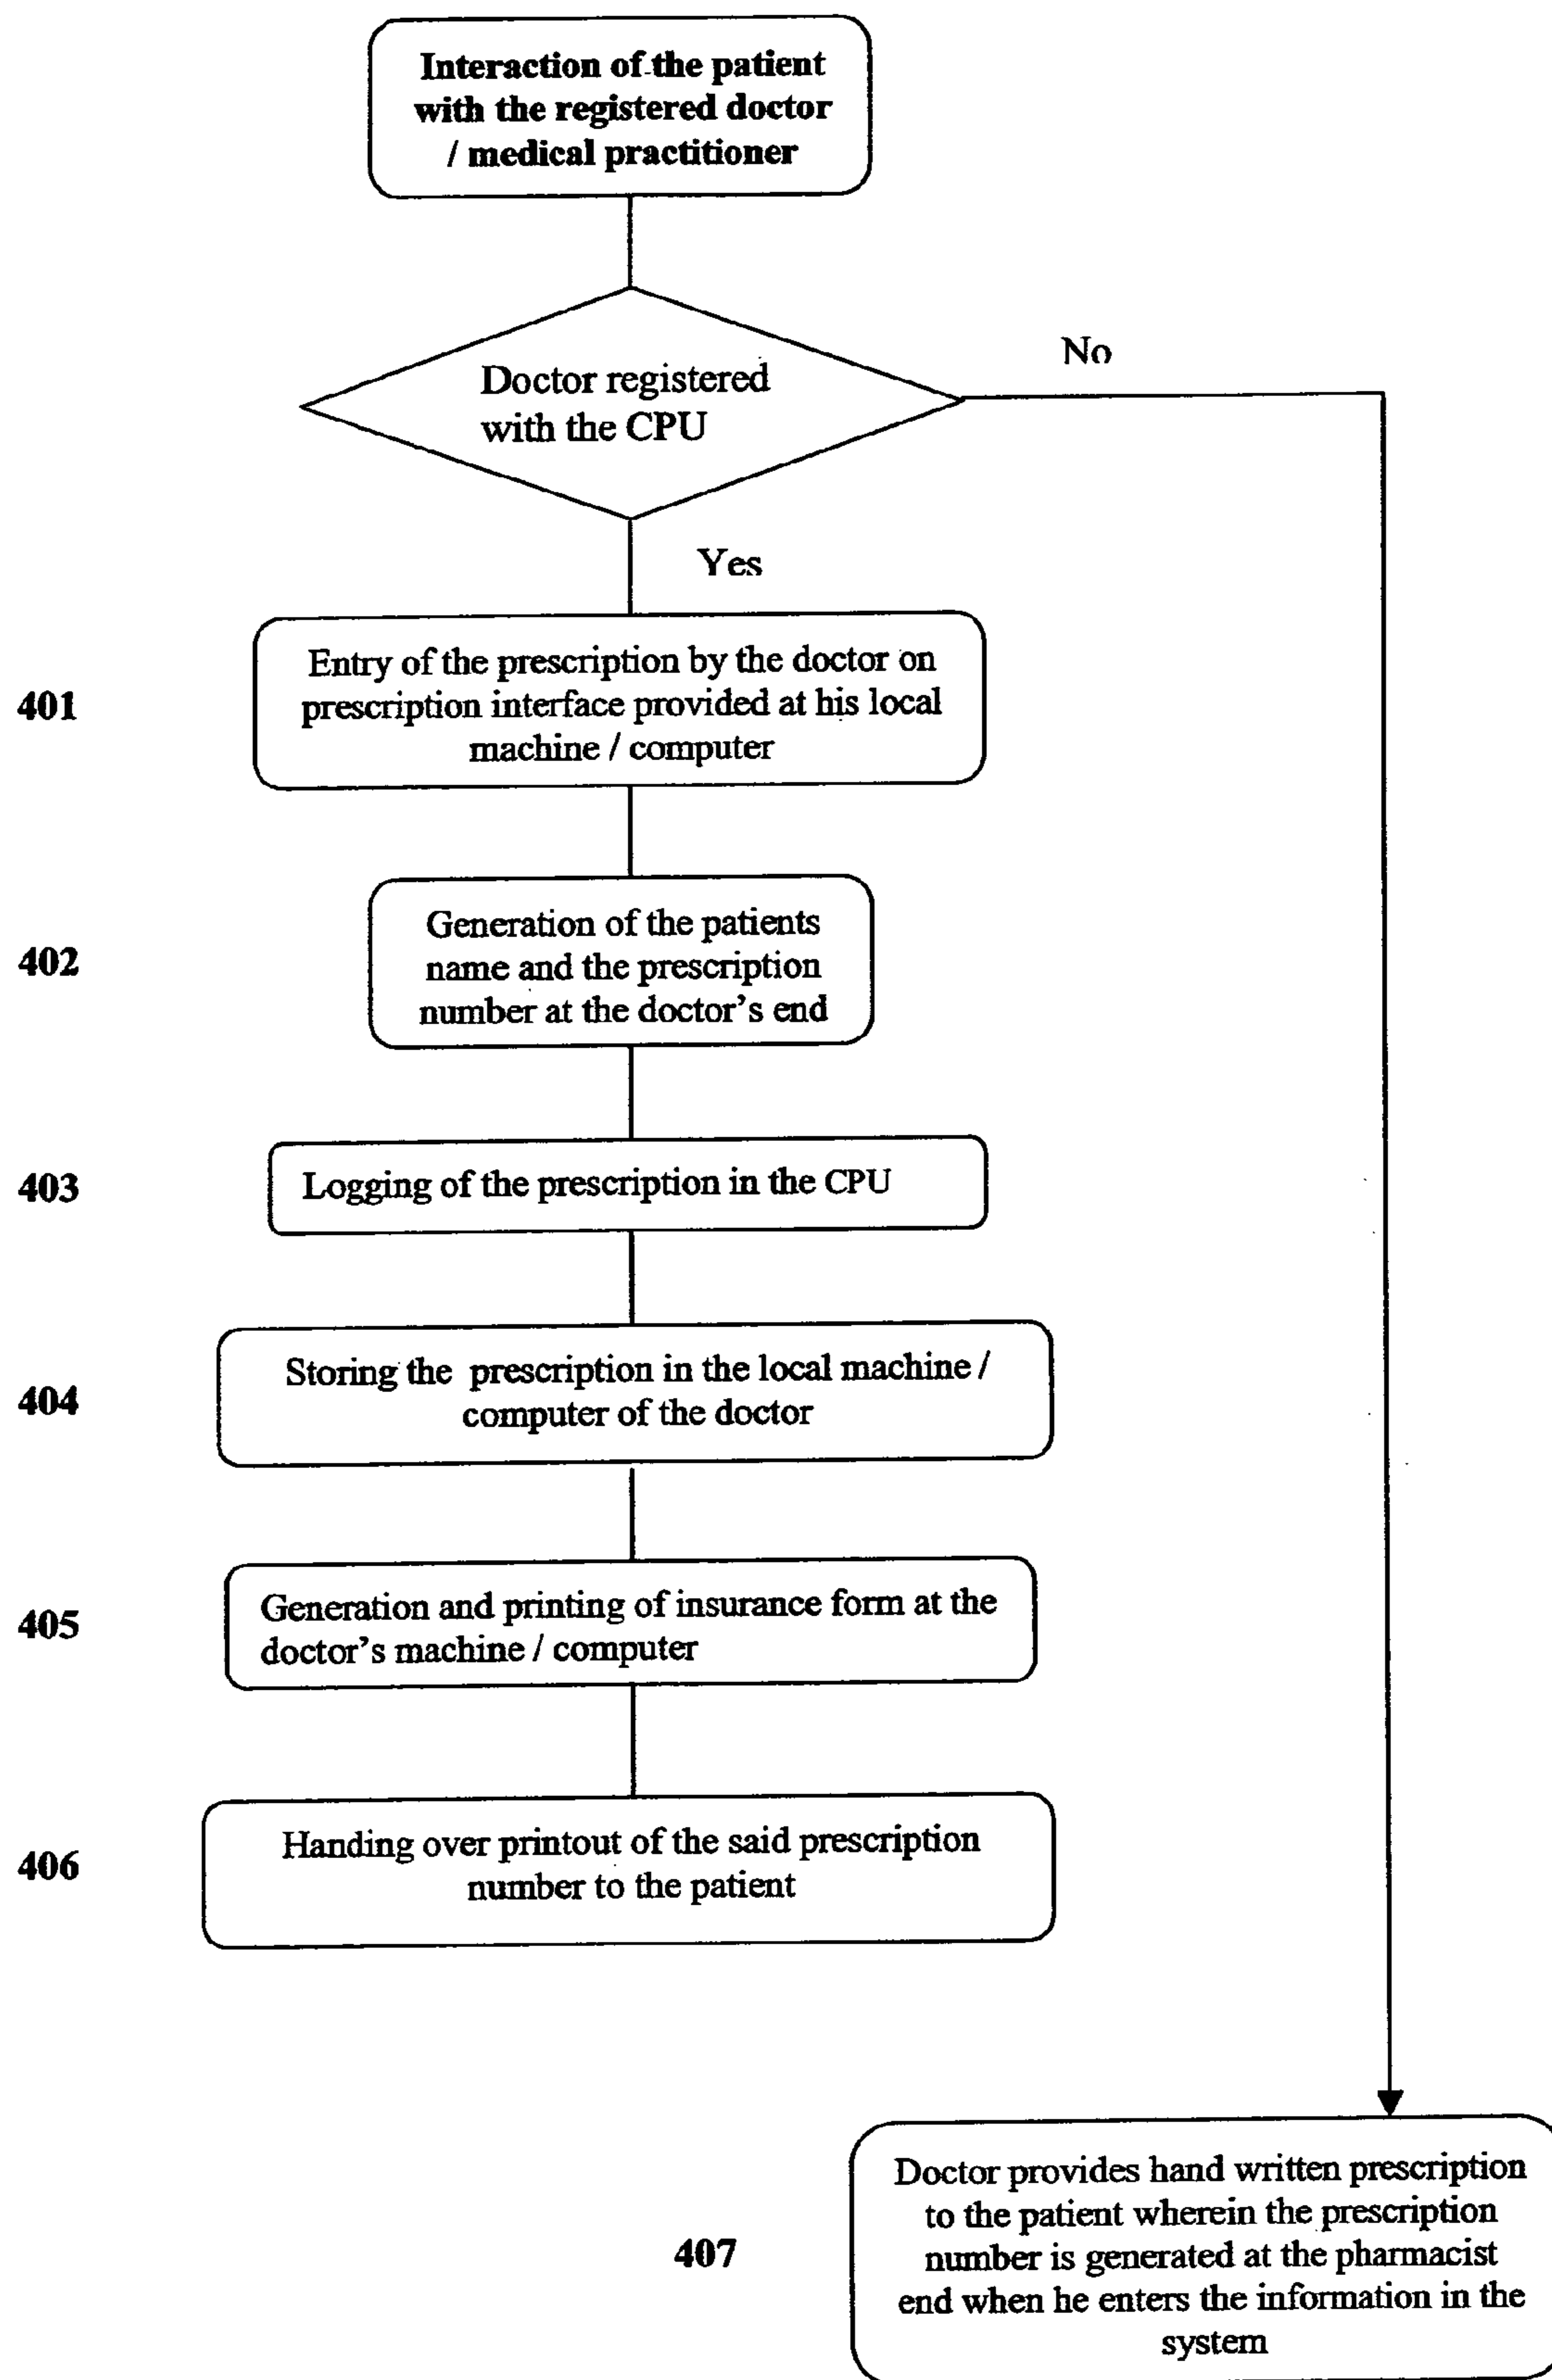 Interaction of the patient
with the registered doctor
/ medical practitioner
Doctor registered
with the CPU
No
Yes
401
Entry of the prescription by the doctor on
prescription interface provided at his local
machine / computer
402
Generation of the patients
name and the prescription
number at the doctor's end
403
Logging of the prescription in the CPU
404
Storing the prescription in the local machine /
computer of the doctor
405
Generation and printing of insurance form at the
doctor's machine / computer
406
Handing over printout of the said prescription
number to the patient
407
Doctor provides hand written prescription
to the patient wherein the prescription
number is generated at the pharmacist
end when he enters the information in the
system